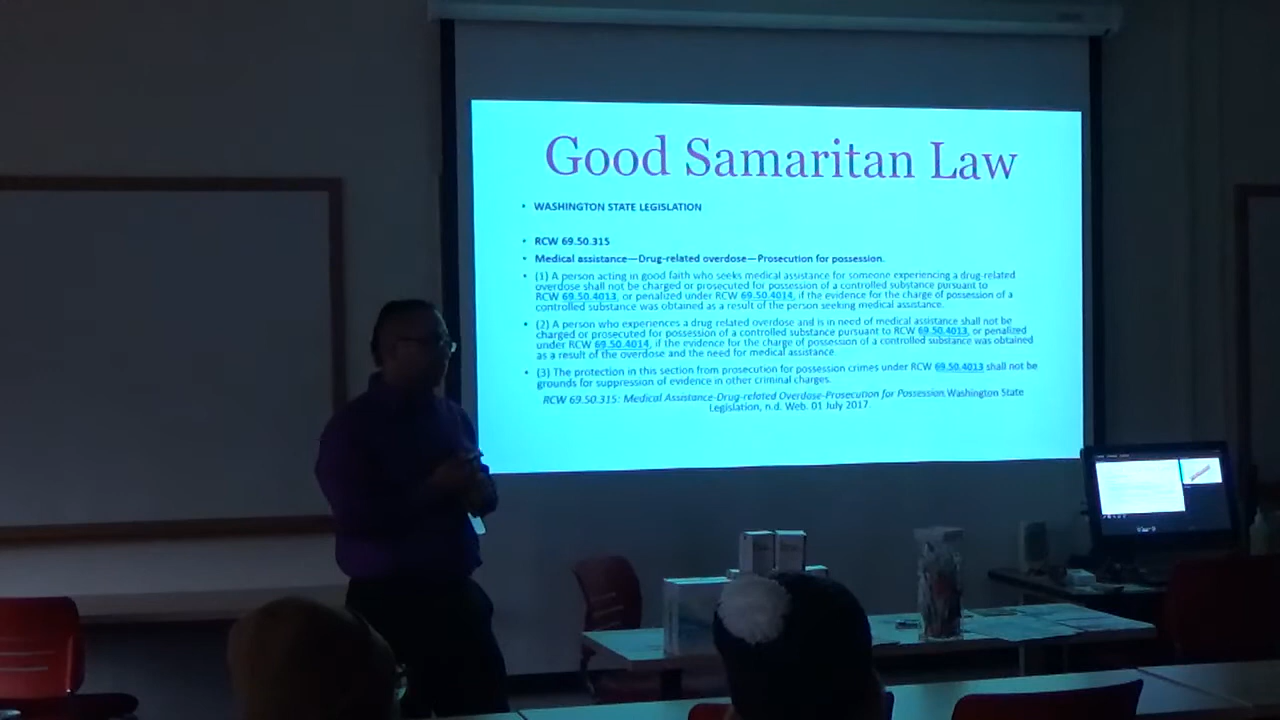 Good Samaritan Law
• WASHINGTON STATE LEGISLATION
• RCW 69.50.315
• Medical assistance—Drug-related overdose—Prosecution for possession.
• (1) A person acting in good faith who seeks medical assistance for someone experiencing a drug-related
overdose shall not be charged or prosecuted for possession of a controlled substance pursuant to
RCW 69.50.4013, or penalized under RCW 69.50.4014, if the evidence for the charge of possession of a
controlled substance was obtained as a result of the person seeking medical assistance.
• (2) A person who experiences a drug related overdose and is in need of medical assistance shall not be
charged or prosecuted for possession of a controlled substance pursuant to RCW 69.50.4013, or penalized
under RCW 69.50.4014, if the evidence for the charge of possession of a controlled substance was obtained
as a result of the overdose and the need for medical assistance.
• (3) The protection in this section from prosecution for possession crimes under RCW 69.50.4013 shall not be
grounds for suppression of evidence in other criminal charges.
RCW 69.50.315: Medical Assistance-Drug-related Overdose-Prosecution for Possession. Washington State
Legislation, n.d. Web. 01 July 2017.